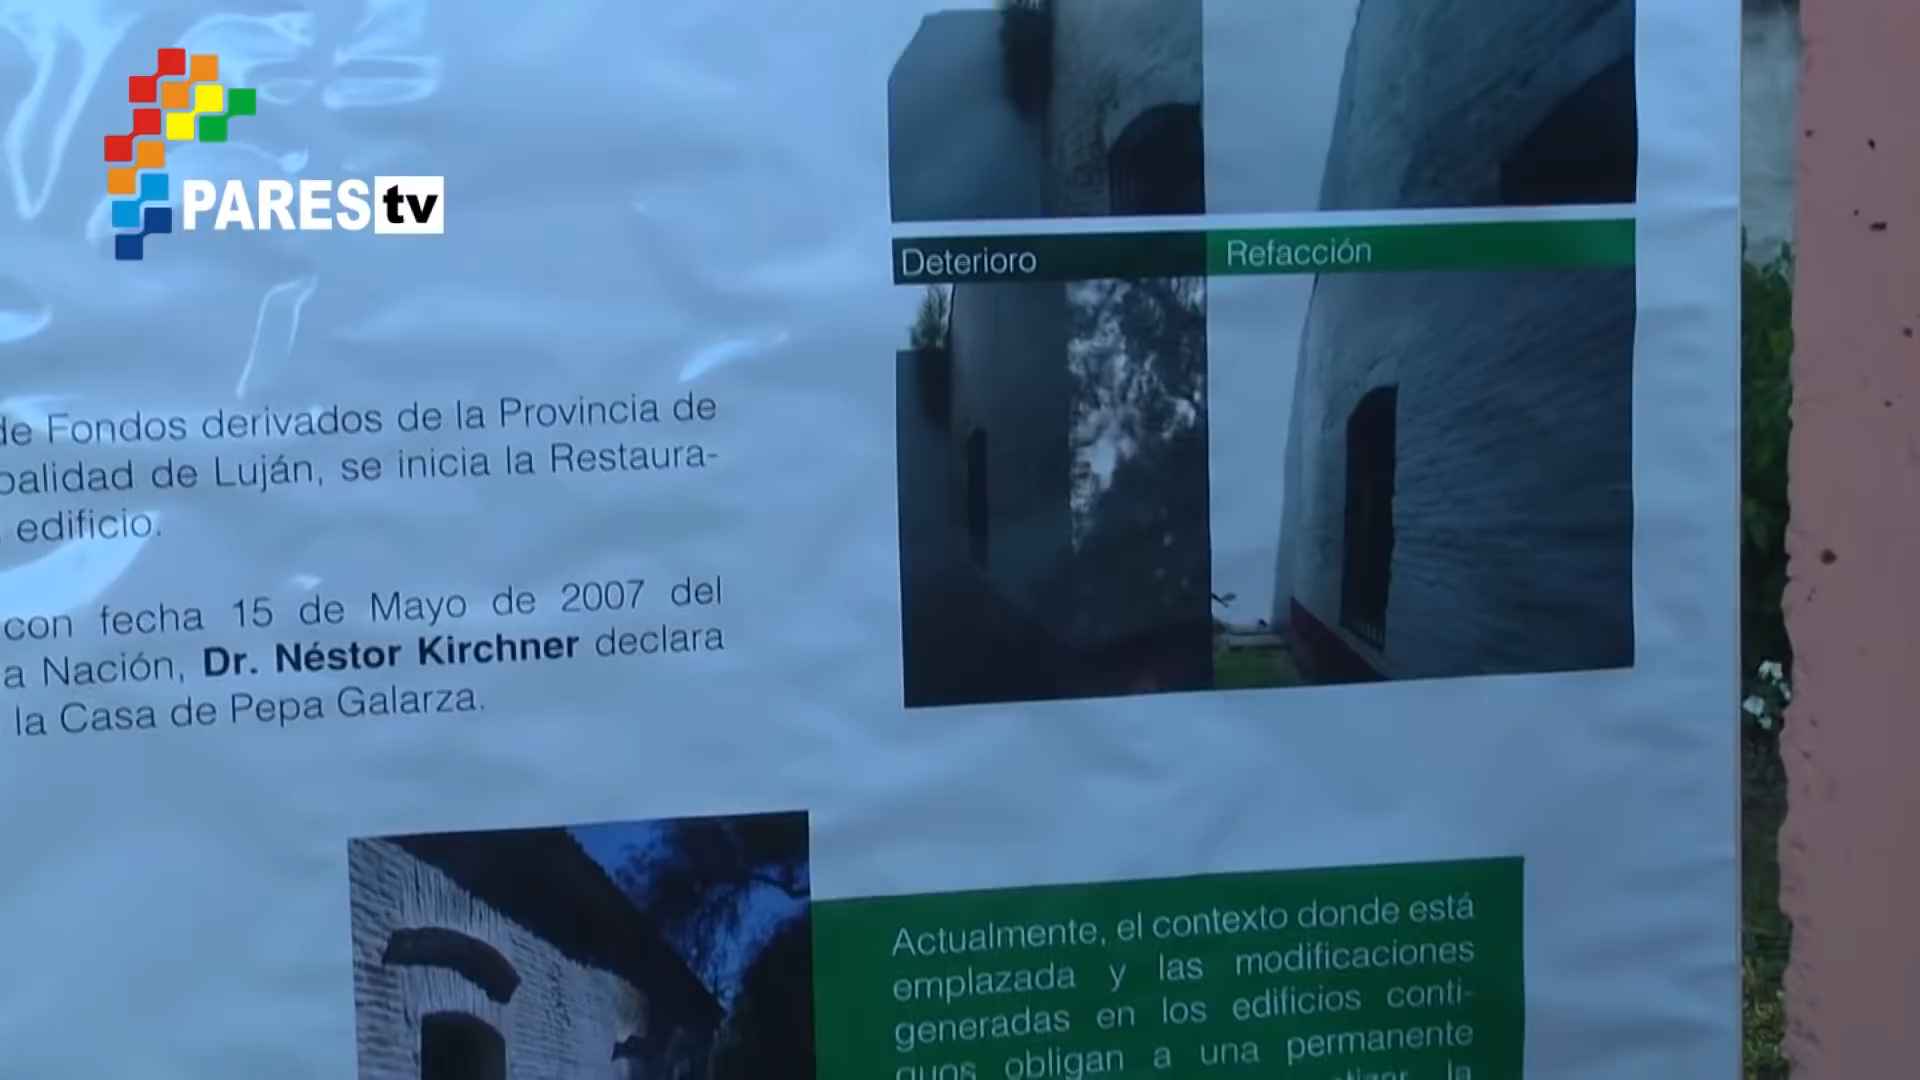 PARES tv
Deterioro
Refacción
de Fondos derivados de la Provincia de
palidad de Luján, se inicia la Restaura-
edificio.
con fecha 15 de Mayo de 2007 del
a Nación, Dr. Néstor Kirchner declara
la Casa de Pepa Galarza.
Actualmente, el contexto donde está
emplazada y las modificaciones
generadas en los edificios conti-
guos obligan a una permanente
la